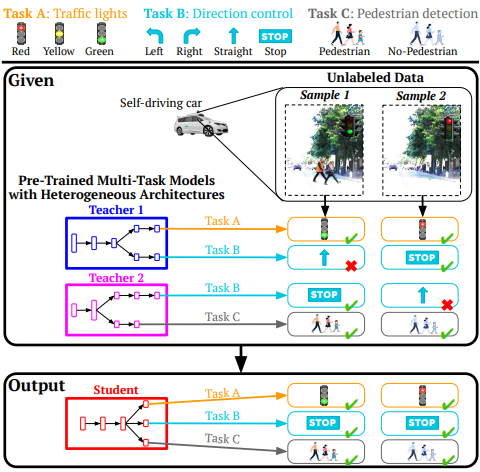 Task A: Traffic lights
Task B: Direction control
Task C: Pedestrian detection
Red
Yellow
Green
Left
Right
Straight
STOP
Stop
Pedestrian
No-Pedestrian
Given
Unlabeled Data
Self-driving car
Sample 1
Sample 2
Pre-Trained Multi-Task Models
with Heterogeneous Architectures
Teacher 1
Task A
Task B
STOP
Teacher 2
Task B
STOP
Task C
Output
Student
Task A
Task B
STOP
STOP
Task C